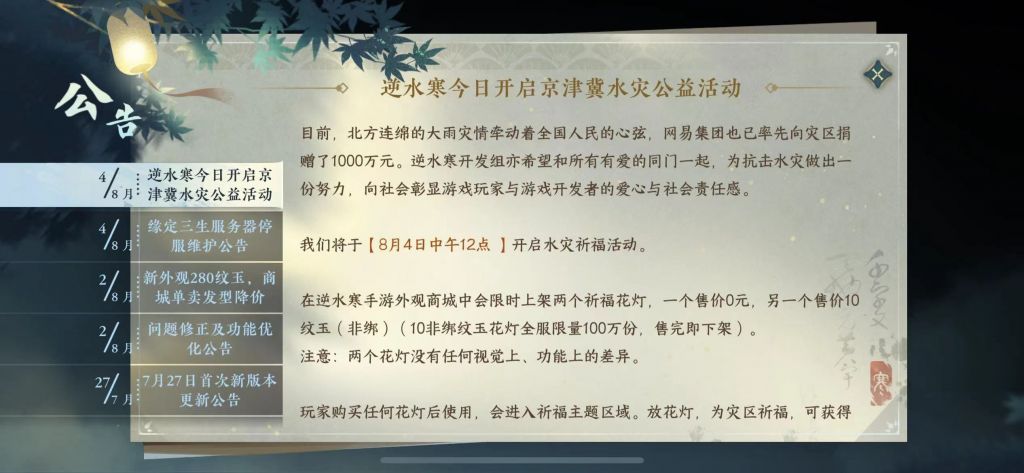 公告
4/8月
逆水寒今日开启京
津冀水灾公益活动
4/8月
缘定三生服务器停
服维护公告
2/8月
新外观280纹玉，商
城单卖发型降价
2/8月
问题修正及功能优
化公告
27/7月
7月27日首次新版本
更新公告
逆水寒今日开启京津冀水灾公益活动
目前，北方连绵的大雨灾情牵动着全国人民的心弦，网易集团也已率先向灾区捐
赠了1000万元。逆水寒开发组亦希望和所有有爱的同门一起，为抗击水灾做出一
份努力，向社会彰显游戏玩家与游戏开发者的爱心与社会责任感。
我们将于【8月4日中午12点 】开启水灾祈福活动。
在逆水寒手游外观商城中会限时上架两个祈福花灯，一个售价0元，另一个售价10
纹玉（非绑）（10非绑纹玉花灯全服限量100万份，售完即下架）。
注意：两个花灯没有任何视觉上、功能上的差异。
玩家购买任何花灯后使用，会进入祈福主题区域。放花灯，为灾区祈福，可获得
寒